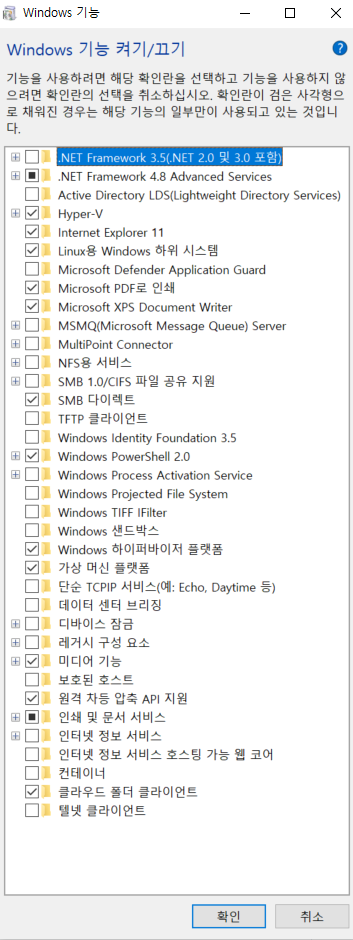 Windows 기능
Windows 기능 켜기/끄기
기능을 사용하려면 해당 확인란을 선택하고 기능을 사용하지 않
으려면 확인란의 선택을 취소하십시오. 확인란이 검은 사각형으
로 채워진 경우는 해당 기능의 일부만이 사용되고 있는 것입니
다.
.NET Framework 3.5(.NET 2.0 및 3.0 포함)
.NET Framework 4.8 Advanced Services
Active Directory LDS(Lightweight Directory Services)
Hyper-V
Internet Explorer 11
Linux용 Windows 하위 시스템
Microsoft Defender Application Guard
Microsoft PDF로 인쇄
Microsoft XPS Document Writer
MSMQ(Microsoft Message Queue) Server
MultiPoint Connector
NFS용 서비스
SMB 1.0/CIFS 파일 공유 지원
SMB 다이렉트
TFTP 클라이언트
Windows Identity Foundation 3.5
Windows PowerShell 2.0
Windows Process Activation Service
Windows Projected File System
Windows TIFF IFilter
Windows 샌드박스
Windows 하이퍼바이저 플랫폼
가상 머신 플랫폼
단순 TCPIP 서비스(예: Echo, Daytime 등)
데이터 센터 브리징
디바이스 잠금
레거시 구성 요소
미디어 기능
보호된 호스트
원격 차등 압축 API 지원
인쇄 및 문서 서비스
인터넷 정보 서비스
인터넷 정보 서비스 호스팅 가능 웹 코어
컨테이너
클라우드 폴더 클라이언트
텔넷 클라이언트
확인 취소